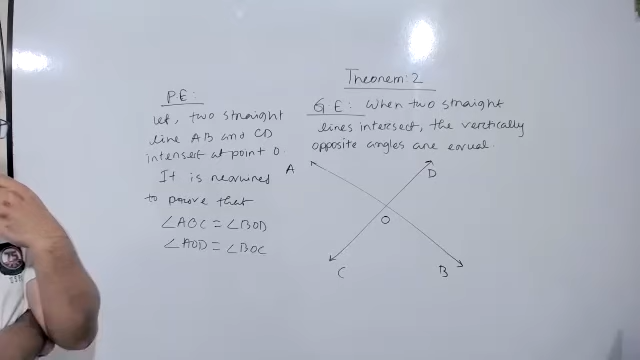 Theorem: 2
P.E:
Let, two straight
line AB and CD
intersect at point O.
It is required
to prove that
∠AOC = ∠BOD
∠AOD = ∠BOC
G.E: When two straight
lines intersect, the vertically
opposite angles are equal.
A
D
O
C
B
75